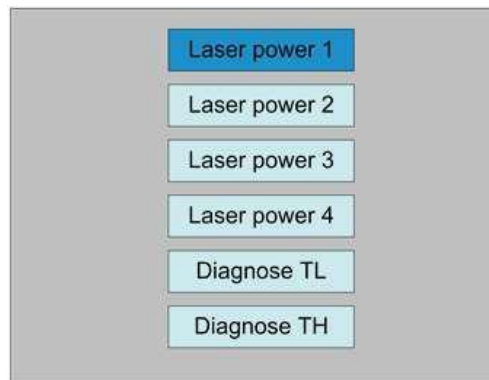 Laser power 1
Laser power 2
Laser power 3
Laser power 4
Diagnose TL
Diagnose TH